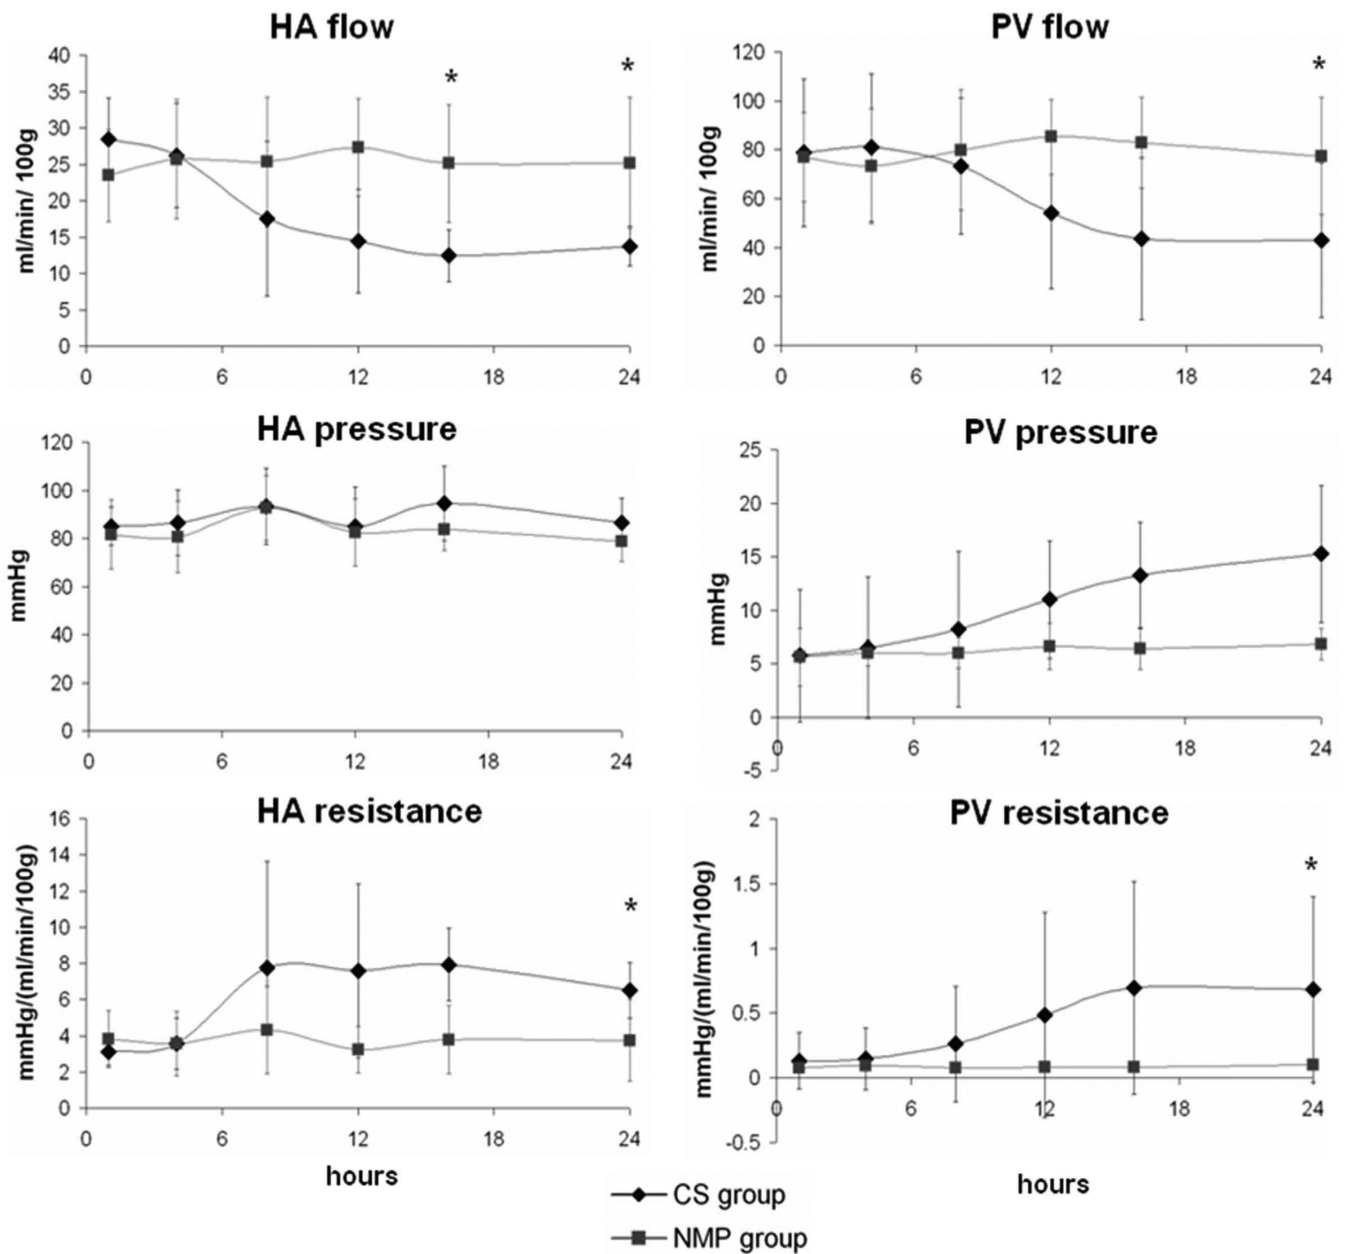 HA flow
PV flow
ml/min/ 100g
40
35
30
25
20
15
10
5
0
0 6 12 18 24
* *
ml/min/ 100g
120
100
80
60
40
20
0
0 6 12 18 24
*
HA pressure
PV pressure
mmHg
120
100
80
60
40
20
0
0 6 12 18 24
mmHg
25
20
15
10
5
0
-5
0 6 12 18 24
HA resistance
PV resistance
mmHg/(ml/min/100g)
16
14
12
10
8
6
4
2
0
0 6 12 18 24
*
hours
mmHg/(ml/min/100g)
2
1.5
1
0.5
0
-0.5
0 6 12 18 24
*
hours
CS group
NMP group